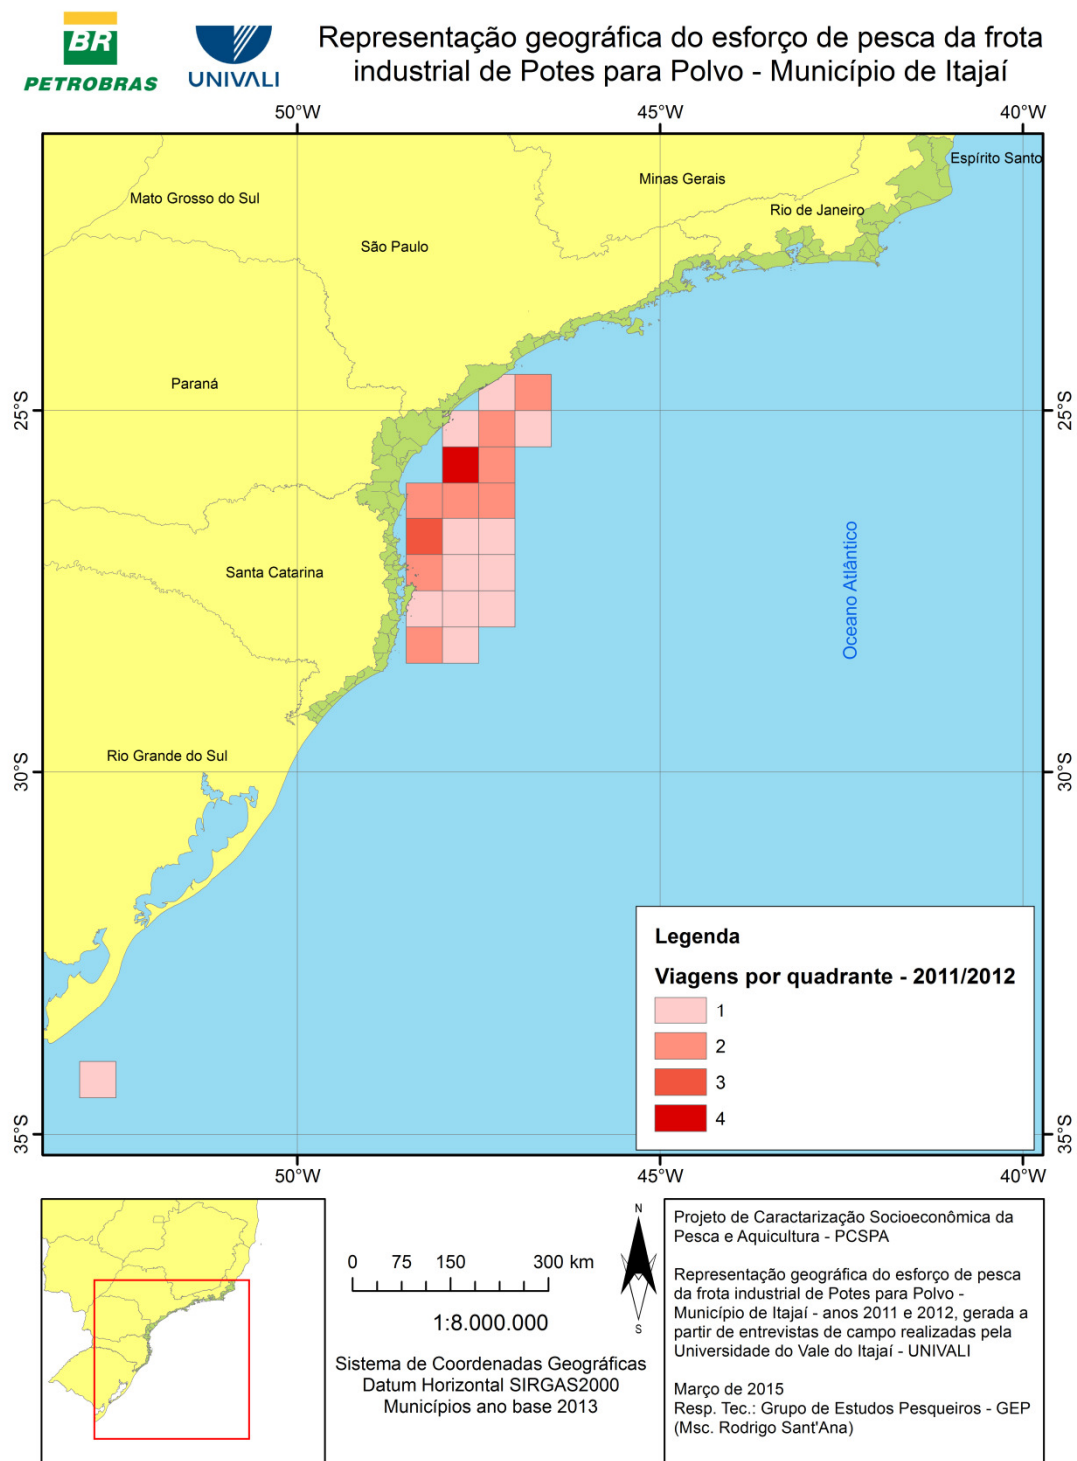 BR
PETROBRAS
UNIVALI
Representação geográfica do esforço de pesca da frota
industrial de Potes para Polvo - Município de Itajaí
50°W
45°W
40°W
Espírito Santo
Minas Gerais
Mato Grosso do Sul
Rio de Janeiro
São Paulo
Paraná
25°S
25°S
Santa Catarina
Oceano Atlântico
Rio Grande do Sul
30°S
30°S
Legenda
Viagens por quadrante - 2011/2012
1
2
3
4
35°S
35°S
50°W
45°W
40°W
0 75 150 300 km
1:8.000.000
Sistema de Coordenadas Geográficas
Datum Horizontal SIRGAS2000
Municípios ano base 2013
N
S
Projeto de Caractarização Socioeconômica da
Pesca e Aquicultura - PCSPA
Representação geográfica do esforço de pesca
da frota industrial de Potes para Polvo -
Município de Itajaí - anos 2011 e 2012, gerada a
partir de entrevistas de campo realizadas pela
Universidade do Vale do Itajaí - UNIVALI
Março de 2015
Resp. Tec.: Grupo de Estudos Pesqueiros - GEP
(Msc. Rodrigo Sant'Ana)